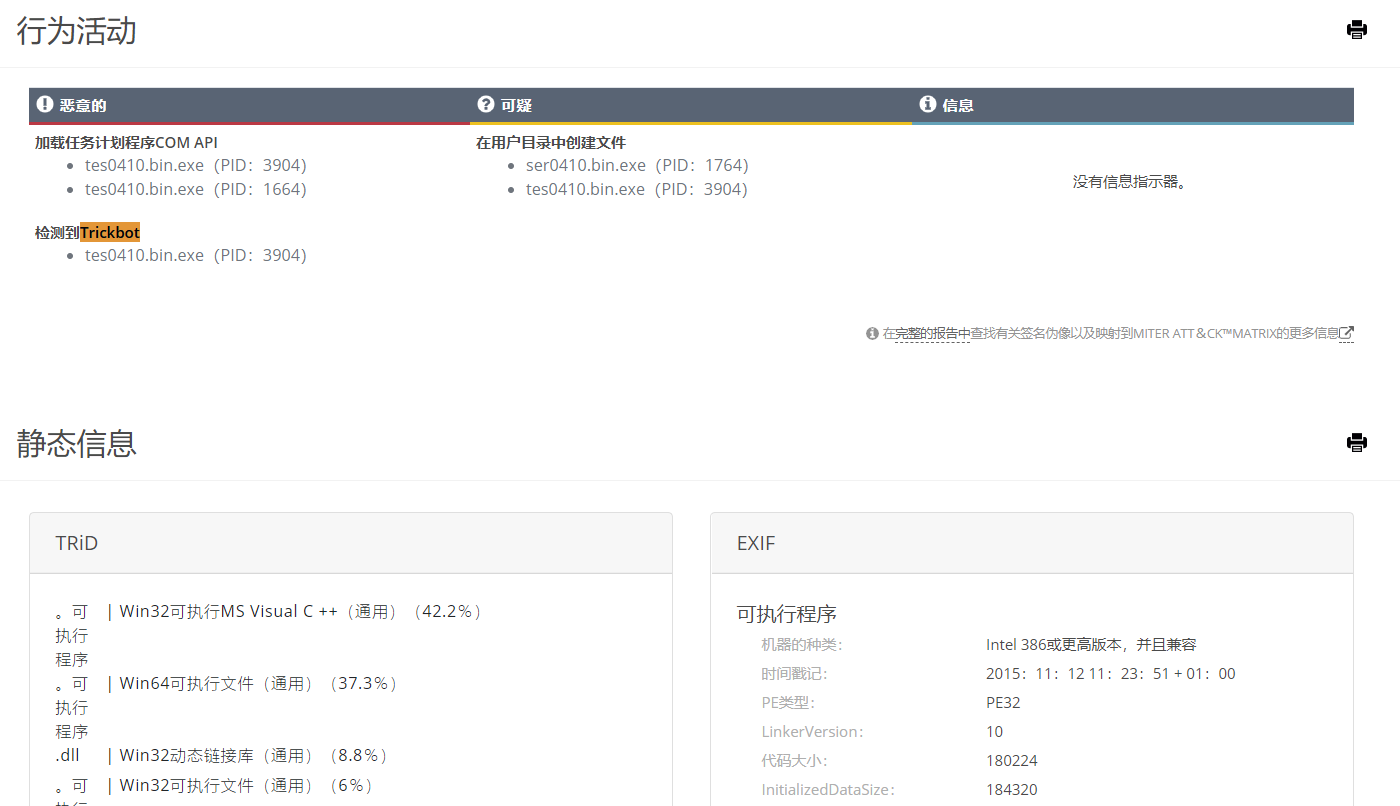 行为活动
恶意的
可疑
信息
加载任务计划程序COM API
tes0410.bin.exe（PID：3904)
tes0410.bin.exe（PID：1664)
检测到Trickbot
tes0410.bin.exe（PID：3904)
在用户目录中创建文件
ser0410.bin.exe（PID：1764)
tes0410.bin.exe（PID：3904)
没有信息指示器。
在完整的报告中查找有关签名伪像以及映射到MITER ATT＆CK™MATRIX的更多信息
静态信息
TRiD
。可 | Win32可执行MS Visual C ++（通用）（42.2％）
执行
程序
。可 | Win64可执行文件（通用）（37.3％）
执行
程序
.dll | Win32动态链接库（通用）（8.8％）
。可 | Win32可执行文件（通用）（6％）
执行
EXIF
可执行程序
机器的种类： Intel 386或更高版本，并且兼容
时间戳记： 2015：11：12 11：23：51 + 01：00
PE类型： PE32
LinkerVersion： 10
代码大小： 180224
InitializedDataSize： 184320